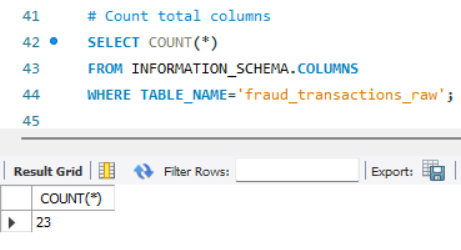 41 # Count total columns
42 SELECT COUNT(*)
43 FROM INFORMATION_SCHEMA.COLUMNS
44 WHERE TABLE_NAME='fraud_transactions_raw';
45
Result Grid Filter Rows: Export:
COUNT(*)
23